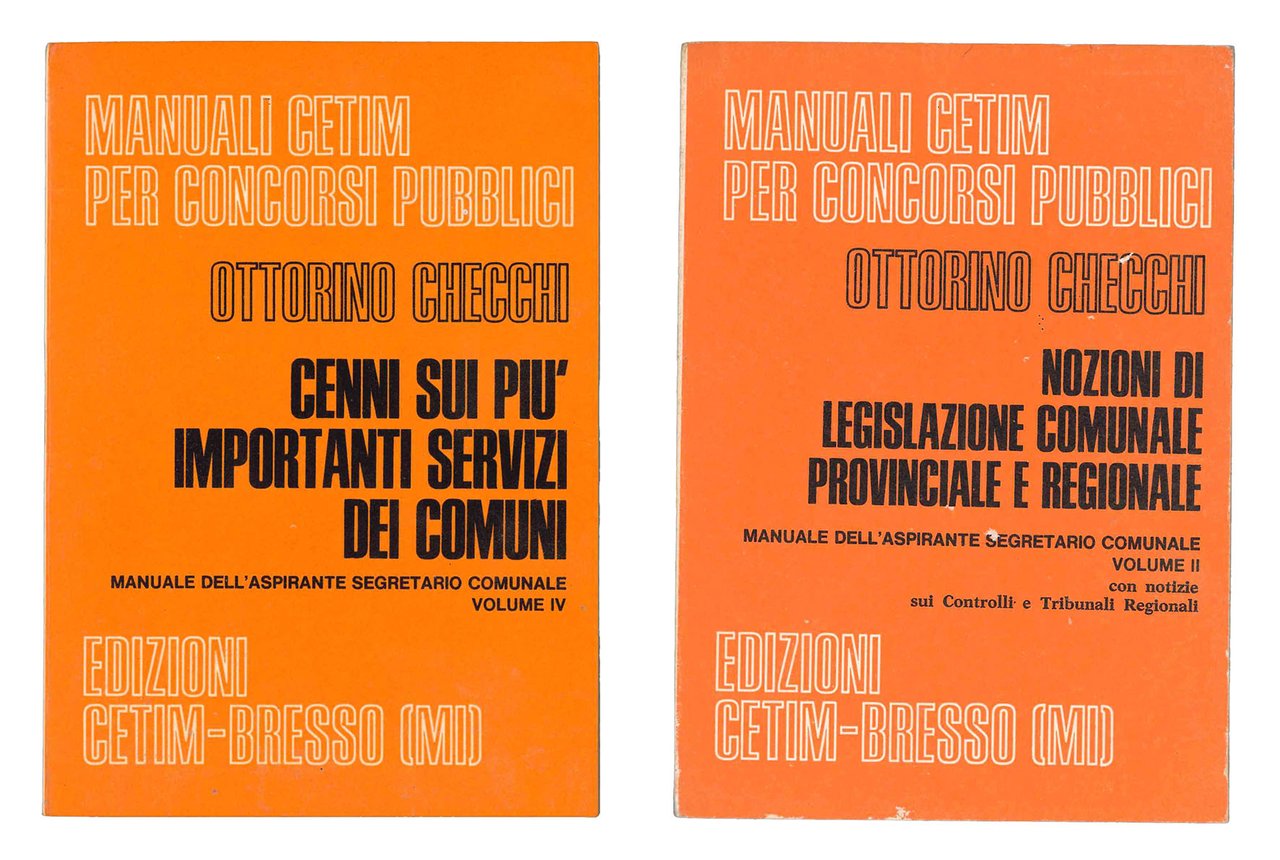 MANUALI CETIM
PER CONCORSI PUBBLICI
OTTORINO CHECCHI
CENNI SUI PIU'
IMPORTANTI SERVIZI
DEI COMUNI
MANUALE DELL'ASPIRANTE SEGRETARIO COMUNALE
VOLUME IV
EDIZIONI
CETIM-BRESSO (MI)
MANUALI CETIM
PER CONCORSI PUBBLICI
OTTORINO CHECCHI
NOZIONI DI
LEGISLAZIONE COMUNALE
PROVINCIALE E REGIONALE
MANUALE DELL'ASPIRANTE SEGRETARIO COMUNALE
VOLUME II
con notizie
sui Controlli e Tribunali Regionali
EDIZIONI
CETIM-BRESSO (MI)